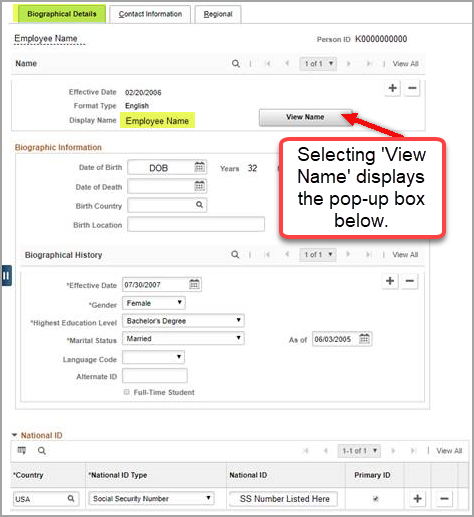 Biographical Details Contact Information Regional
Employee Name Person ID K0000000000
Name 1 of 1 View All
Effective Date 02/20/2006
Format Type English
Display Name Employee Name View Name
Selecting 'View
Name' displays
the pop-up box
below.
Biographic Information
Date of Birth DOB Years 32
Date of Death
Birth Country
Birth Location
Biographical History 1 of 1 View All
*Effective Date 07/30/2007
*Gender Female
*Highest Education Level Bachelor's Degree
*Marital Status Married As of 06/03/2005
Language Code
Alternate ID
Full-Time Student
National ID
1-1 of 1 View All
*Country *National ID Type National ID Primary ID
USA Social Security Number SS Number Listed Here